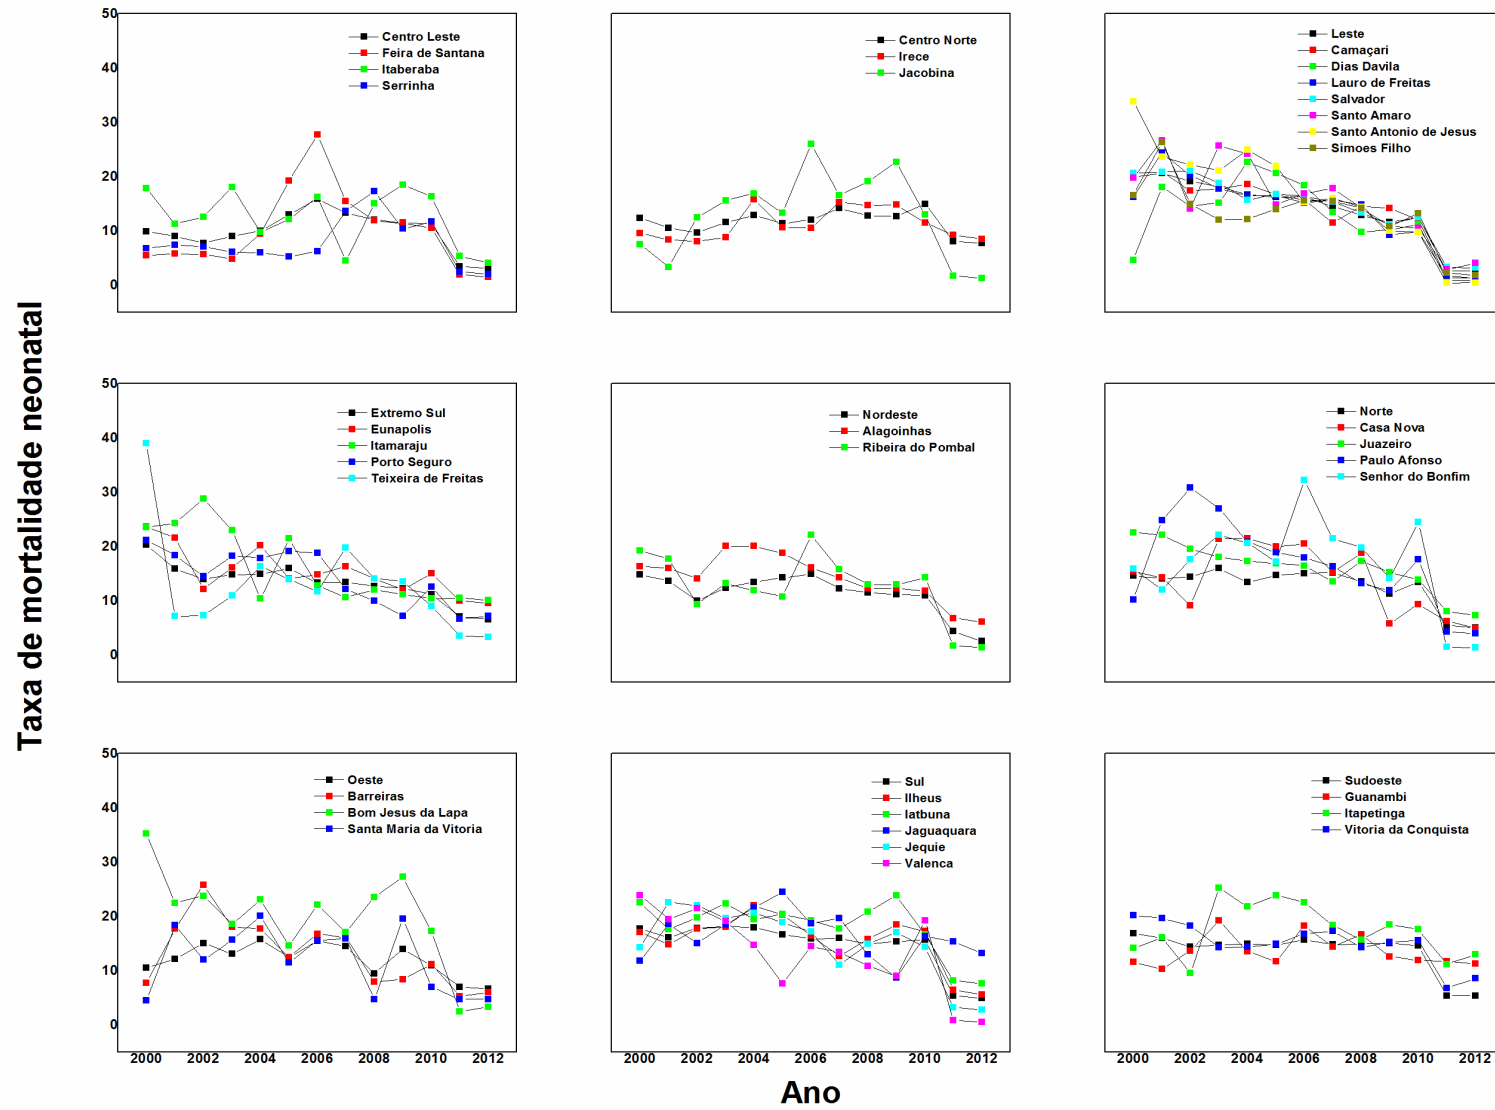 Taxa de mortalidade neonatal
50
40
30
20
10
0
Centro Leste
Feira de Santana
Itaberaba
Serrinha
Centro Norte
Irece
Jacobina
Leste
Camaçari
Dias Davila
Lauro de Freitas
Salvador
Santo Amaro
Santo Antonio de Jesus
Simoes Filho
50
40
30
20
10
0
Extremo Sul
Eunapolis
Itamaraju
Porto Seguro
Teixeira de Freitas
Nordeste
Alagoinhas
Ribeira do Pombal
Norte
Casa Nova
Juazeiro
Paulo Afonso
Senhor do Bonfim
50
40
30
20
10
0
Oeste
Barreiras
Bom Jesus da Lapa
Santa Maria da Vitoria
Sul
Ilheus
Iatbuna
Jaguaquara
Jequie
Valenca
Sudoeste
Guanambi
Itapetinga
Vitoria da Conquista
2000 2002 2004 2006 2008 2010 2012
2000 2002 2004 2006 2008 2010 2012
2000 2002 2004 2006 2008 2010 2012
Ano